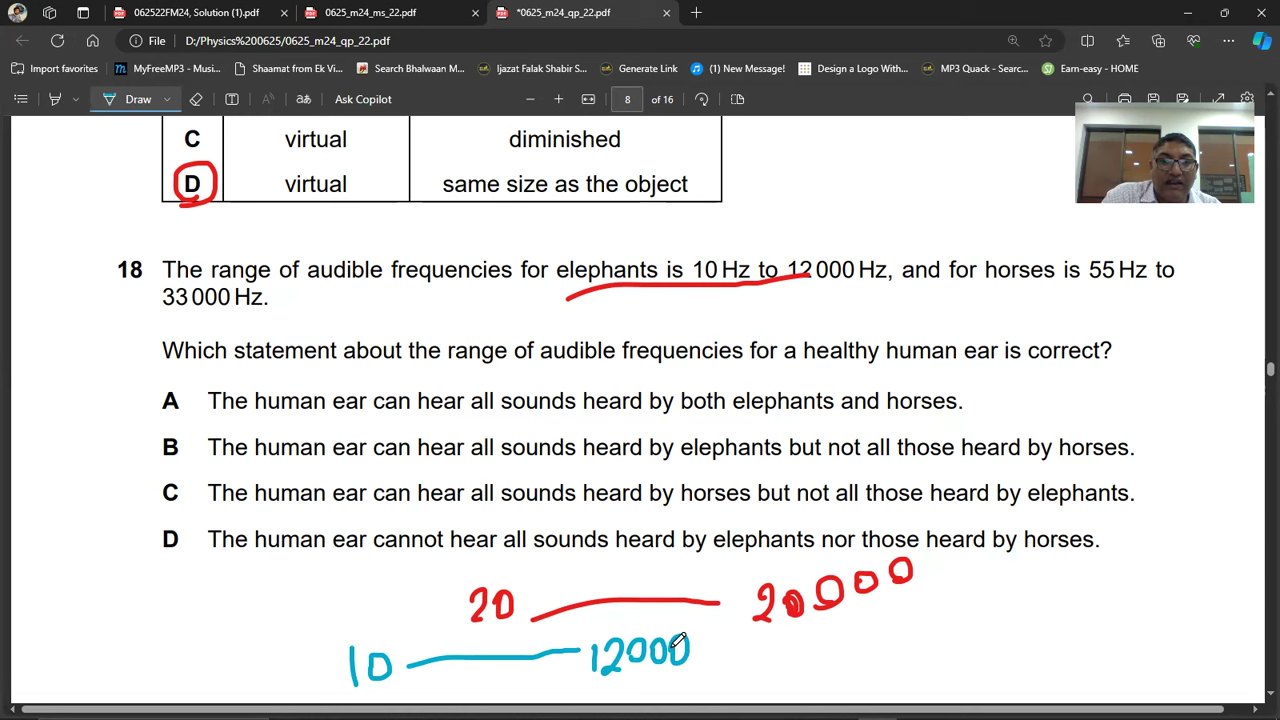 062522FM24, Solution (1).pdf
0625_m24_ms_22.pdf
*0625_m24_qp_22.pdf
File
D:/Physics%200625/0625_m24_qp_22.pdf
Import favorites
MyFreeMP3 - Musi...
Shaamat from Ek Vi...
Search Bhalwaan M...
Ijazat Falak Shabir S...
Generate Link
(1) New Message!
Design a Logo With...
MP3 Quack - Searc...
Earn-easy - EDU
Draw
8 of 16
Ask Copilot
C virtual diminished
D virtual same size as the object
18 The range of audible frequencies for elephants is 10 Hz to 12 000 Hz, and for horses is 55 Hz to
33 000 Hz.
Which statement about the range of audible frequencies for a healthy human ear is correct?
A The human ear can hear all sounds heard by both elephants and horses.
B The human ear can hear all sounds heard by elephants but not all those heard by horses.
C The human ear can hear all sounds heard by horses but not all those heard by elephants.
D The human ear cannot hear all sounds heard by elephants nor those heard by horses.
20 — 20000
10 — 12000